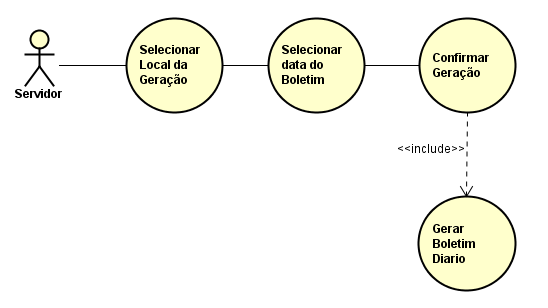 Servidor
Selecionar
Local da
Geração
Selecionar
data do
Boletim
Confirmar
Geração
<<include>>
Gerar
Boletim
Diario